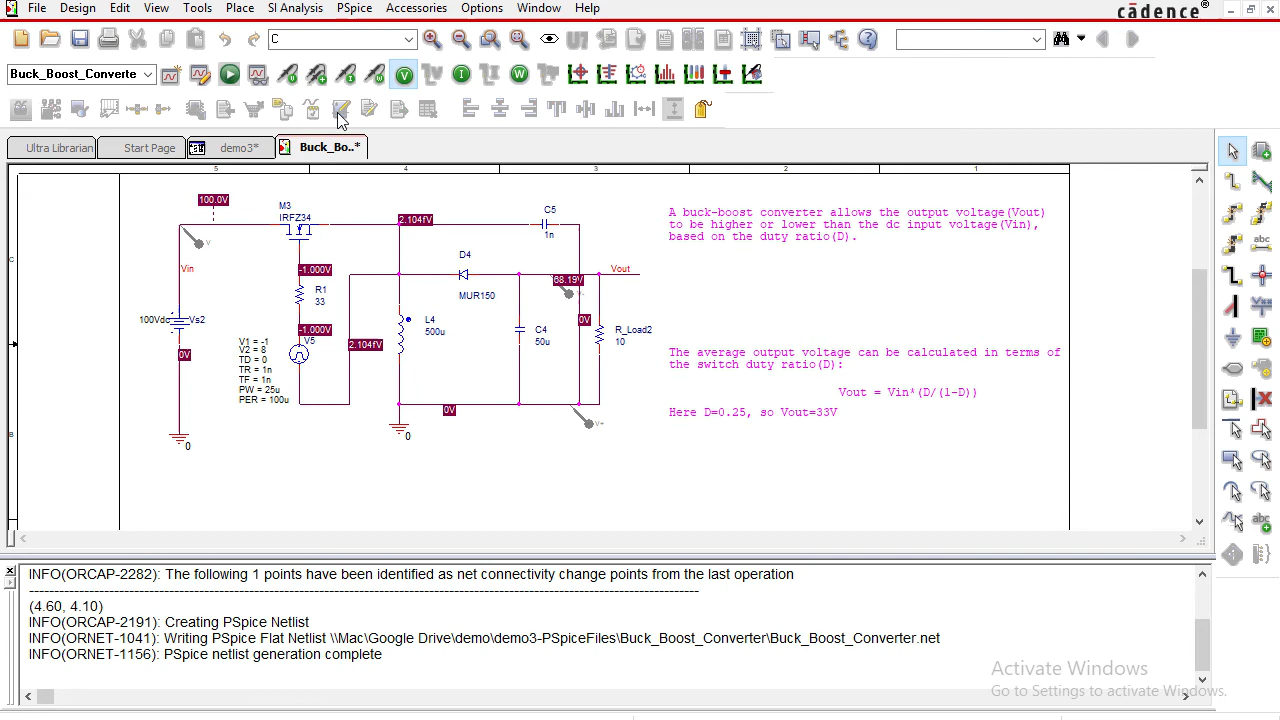 File Design Edit View Tools Place SI Analysis PSpice Accessories Options Window Help
cādence®
C
Buck_Boost_Converte
V I W
Ultra Librarian Start Page demo3* Buck_Bo..*
5 4 3 2 1
C
B
100.0V
M3
IRFZ34
2.104fV
C5
1n
V
Vin
-1.000V
R1
33
D4
MUR150
68.19V
V-
Vout
100Vdc
Vs2
-1.000V
V5
L4
500u
C4
50u
0V
R_Load2
10
0V
2.104fV
V1 = -1
V2 = 8
TD = 0
TR = 1n
TF = 1n
PW = 25u
PER = 100u
0V
V+
0
0
A buck-boost converter allows the output voltage(Vout)
to be higher or lower than the dc input voltage(Vin),
based on the duty ratio(D).
The average output voltage can be calculated in terms of
the switch duty ratio(D):
Vout = Vin*(D/(1-D))
Here D=0.25, so Vout=33V
INFO(ORCAP-2282): The following 1 points have been identified as net connectivity change points from the last operation
(4.60, 4.10)
INFO(ORCAP-2191): Creating PSpice Netlist
INFO(ORNET-1041): Writing PSpice Flat Netlist \\Mac\Google Drive\demo\demo3-PSpiceFiles\Buck_Boost_Converter\Buck_Boost_Converter.net
INFO(ORNET-1156): PSpice netlist generation complete
Activate Windows
Go to Settings to activate Windows.